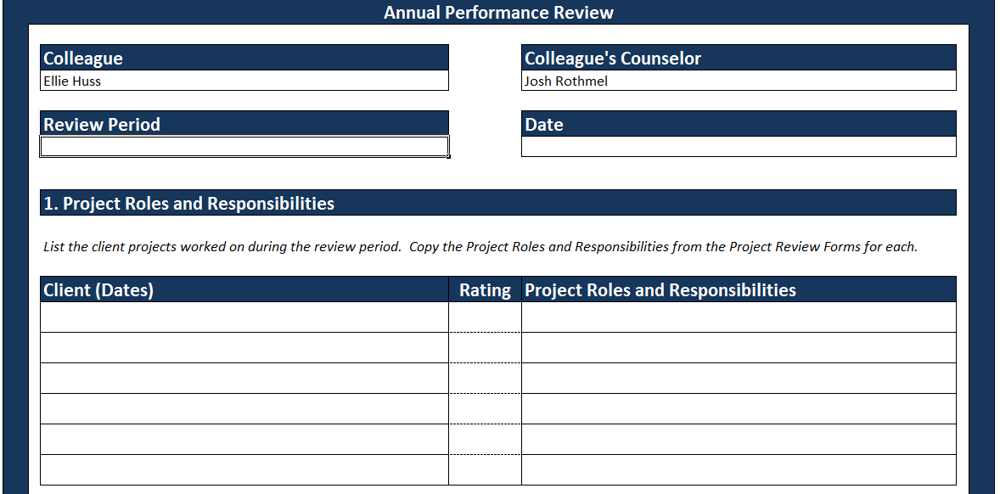 Annual Performance Review
Colleague
Colleague's Counselor
Ellie Huss
Josh Rothmel
Review Period
Date
1. Project Roles and Responsibilities
List the client projects worked on during the review period.  Copy the Project Roles and Responsibilities from the Project Review Forms for each.
Client (Dates)
Rating
Project Roles and Responsibilities